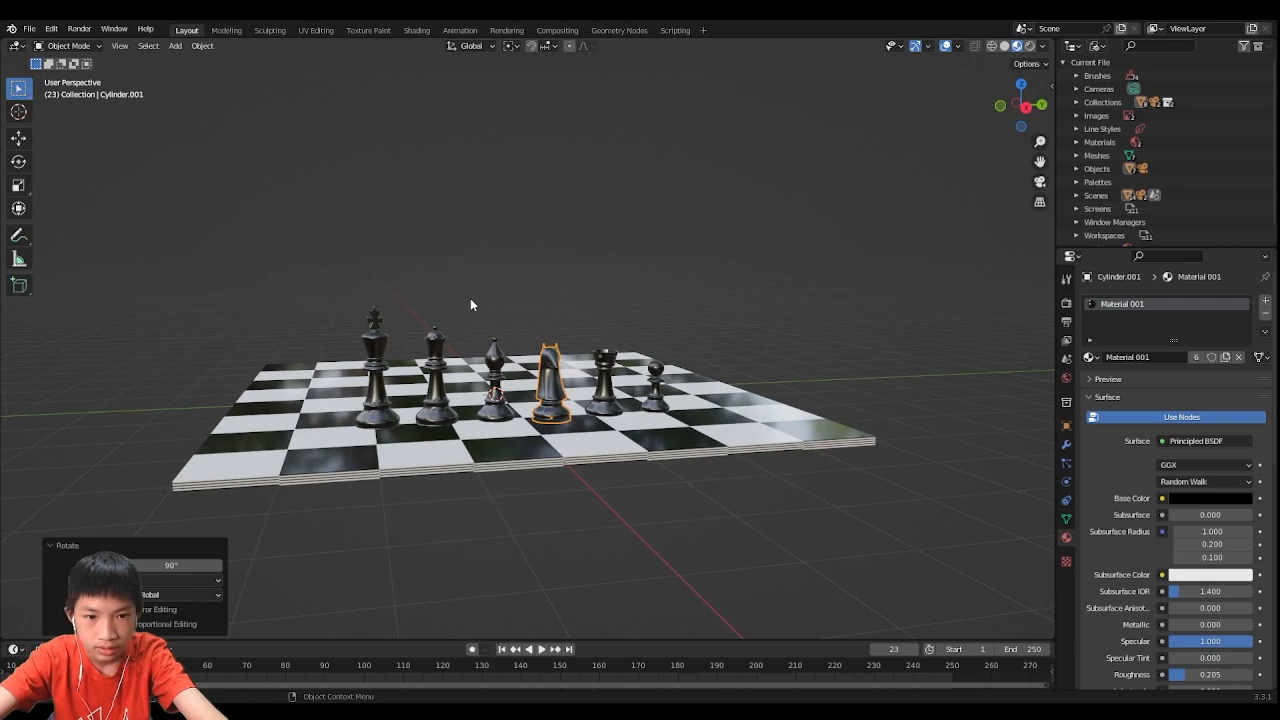 File Edit Render Window Help Layout Modeling Sculpting UV Editing Texture Paint Shading Animation Rendering Compositing Geometry Nodes Scripting + Scene ViewLayer
Object Mode View Select Add Object Global
Options
User Perspective
(23) Collection | Cylinder.001
Z
Y
X
Current File
Brushes
Cameras
Collections
Images
Line Styles
Materials
Meshes
Objects
Palettes
Scenes
Screens
Window Managers
Workspaces
Cylinder.001 > Material 001
Material 001
Material 001 6
Preview
Surface
Use Nodes
Surface Principled BSDF
GGX
Random Walk
Base Color
Subsurface 0.000
Subsurface Radius 1.000
0.200
0.100
Subsurface Color
Subsurface IOR 1.400
Subsurface Anisot.. 0.000
Metallic 0.000
Specular 1.000
Specular Tint 0.000
Roughness 0.205
Rotate
90°
lobal
ror Editing
oportional Editing
23 Start 1 End 250
10 60 70 80 90 100 110 120 130 140 150 160 170 180 190 200 210 220 230 240 250 260 270
Object Context Menu
3.3.1